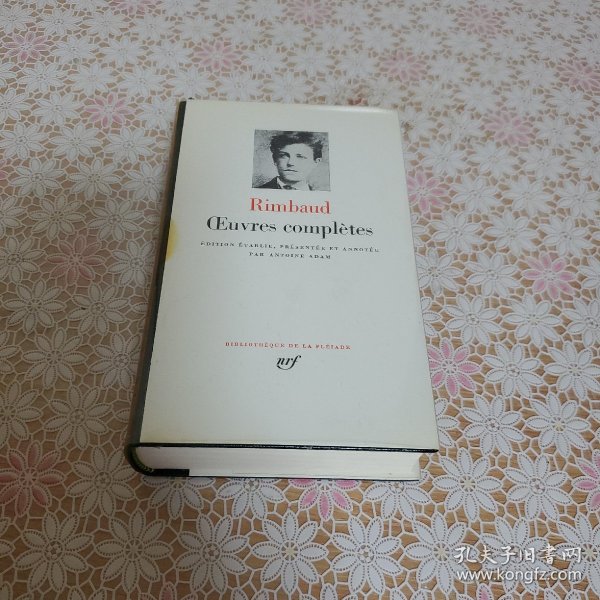 Rimbaud
Œuvres complètes
ÉDITION ÉTABLIE, PRÉSENTÉE ET ANNOTÉE
PAR ANTOINE ADAM
BIBLIOTHÈQUE DE LA PLÉIADE
nrf
孔夫子旧书网
www.kongfz.com